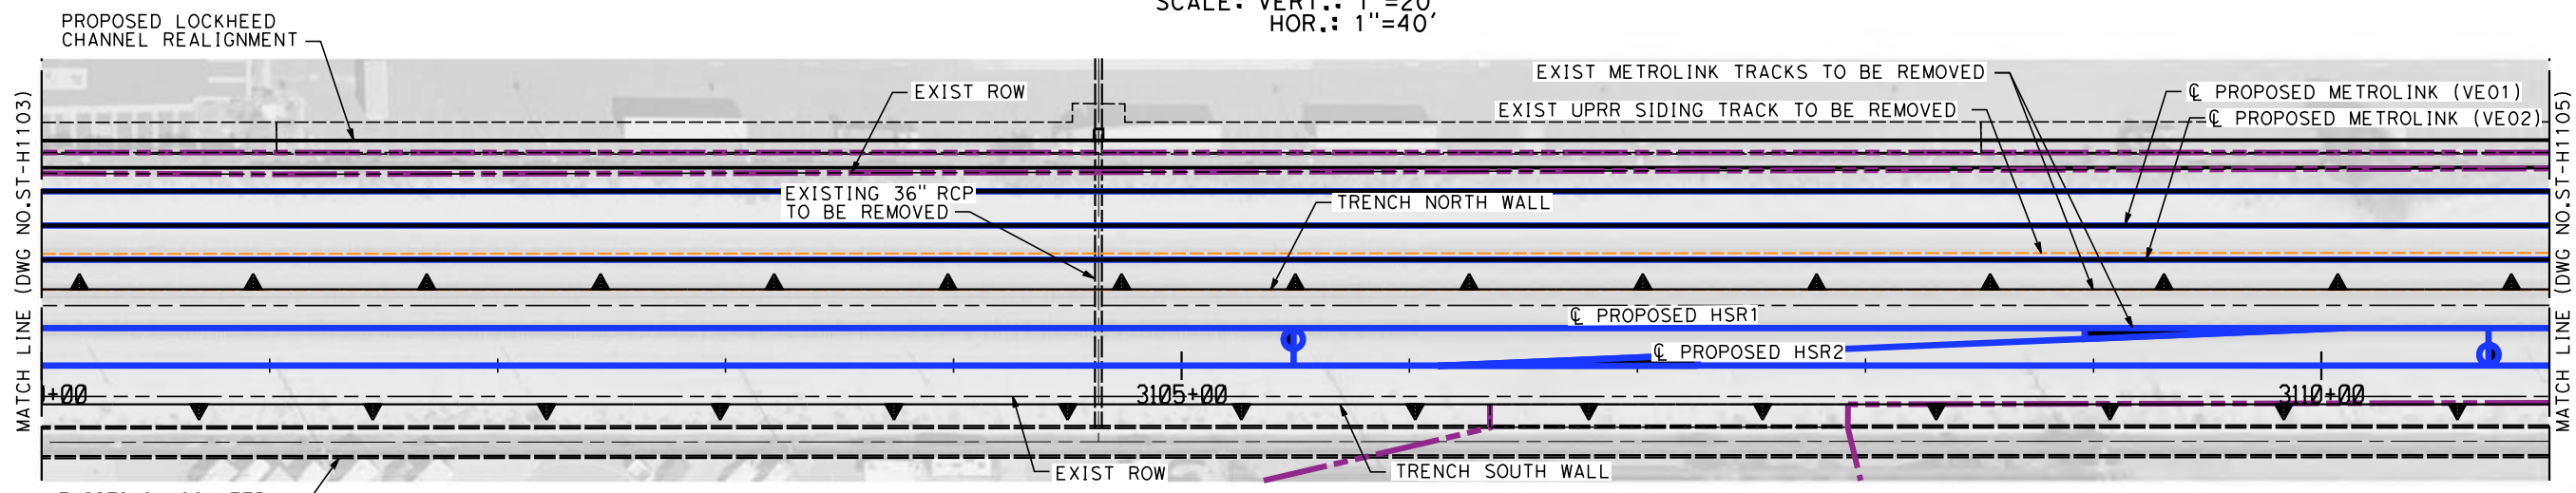 SCALE: VERT.: 1"=20'
HOR.: 1"=40'
PROPOSED LOCKHEED
CHANNEL REALIGNMENT
EXIST ROW
EXIST METROLINK TRACKS TO BE REMOVED
EXIST UPRR SIDING TRACK TO BE REMOVED
℄ PROPOSED METROLINK (VE01)
℄ PROPOSED METROLINK (VE02)
EXISTING 36" RCP
TO BE REMOVED
TRENCH NORTH WALL
MATCH LINE (DWG NO.ST-H1103)
MATCH LINE (DWG NO.ST-H1105)
℄ PROPOSED HSR1
℄ PROPOSED HSR2
+00
3105+00
3110+00
EXIST ROW
TRENCH SOUTH WALL